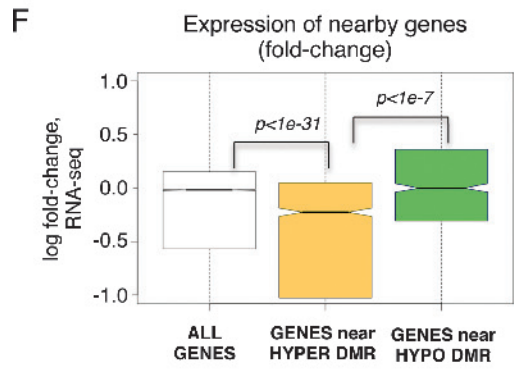 F
Expression of nearby genes
(fold-change)
log fold-change,
RNA-seq
1.0
0.5
0.0
-0.5
-1.0
p<1e-31
p<1e-7
ALL
GENES
GENES near
HYPER DMR
GENES near
HYPO DMR